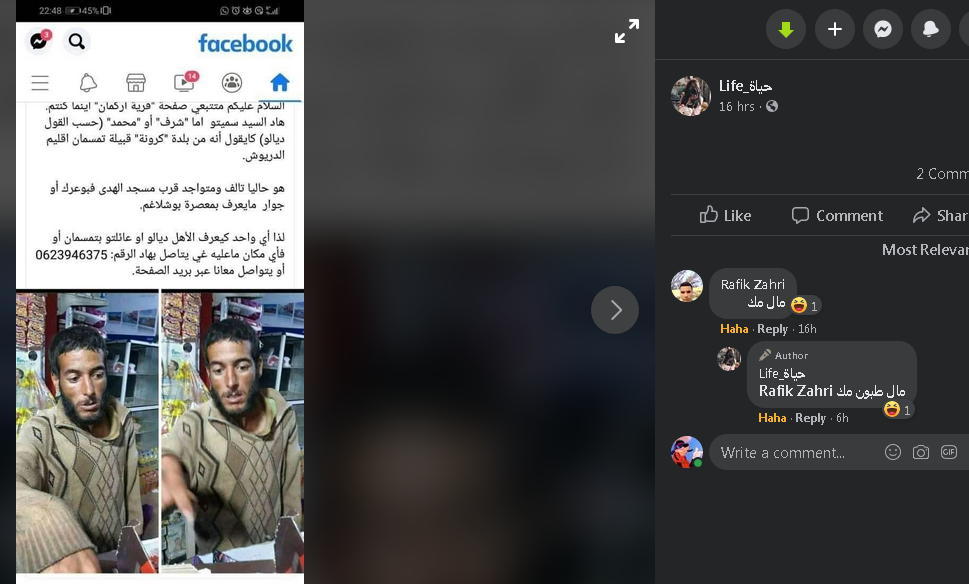 22:48
45%
3
facebook
14
السلام عليكم متتبعي صفحة "قرية اركمان" اينما كنتم.
هاد السيد سميتو اما "شرف" أو "محمد" (حسب القول
ديالو) كايقول أنه من بلدة "كرونة" قبيلة تمسمان اقليم
الدريوش.
هو حاليا تالف ومتواجد قرب مسجد الهدى فبوعرك أو
جوار مايعرف بمعصرة بوشلاغم.
لذا أي واحد كيعرف الأهل ديالو او عائلتو بتمسمان أو
فأي مكان ماعليه غي يتاصل بهاد الرقم: 0623946375
أو يتواصل معانا عبر بريد الصفحة.
Life_حياة
16 hrs ·
2 Comm
Like Comment Shar
Most Relevan
Rafik Zahri
مال مك
1
Haha · Reply · 16h
Author
Life_حياة
Rafik Zahri مال طبون مك
1
Haha · Reply · 6h
Write a comment...
GIF